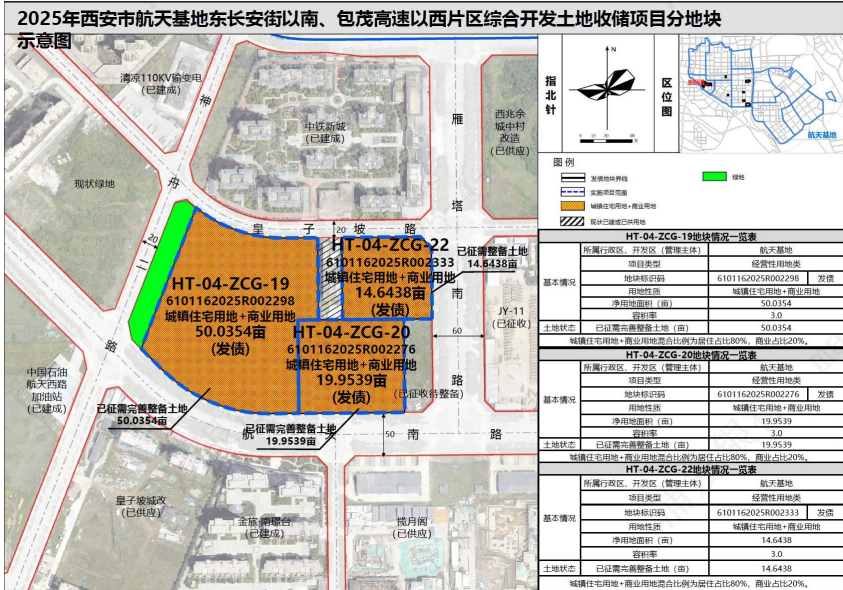 2025年西安市航天基地东长安街以南、包茂高速以西片区综合开发土地收储项目分地块
示意图
清凉110KV输变电
(已建成)
神
舟
二
路
中铁新城
(已建成)
雁
塔
南
路
西兆余
城中村
改造
(已供应)
现状绿地
皇 子 坡 路
20
20
HT-04-ZCG-22
6101162025R002333
城镇住宅用地+商业用地
14.6438亩
(发债)
已征需完善整备土地
14.6438亩
HT-04-ZCG-19
6101162025R002298
城镇住宅用地+商业用地
50.0354亩
(发债)
HT-04-ZCG-20
6101162025R002276
城镇住宅用地+商业用地
19.9539亩
(发债)
JY-11
(已征收)
60
(已征收待整备)
中国石油
航天西路
加油站
(已建成)
已征需完善整备土地
50.0354亩
已征需完善整备土地
19.9539亩
航 天 南 路
50
皇子坡城改
(已供应)
金旅·南璟台
(已建成)
揽月阁
(已供应)
指北针
N
0 15 30 60
区位图
航天基地
图 例
发债地块界线
绿地
实施项目范围
城镇住宅用地+商业用地
现状已建或已供用地
HT-04-ZCG-19地块情况一览表
基本情况
所属行政区、开发区（管理主体） 航天基地
项目类型 经营性用地类
地块标识码 6101162025R002298 发债
用地性质 城镇住宅用地+商业用地
净用地面积（亩） 50.0354
容积率 3.0
土地状态 已征需完善整备土地（亩） 50.0354
城镇住宅用地+商业用地混合比例为居住占比80%，商业占比20%。
HT-04-ZCG-20地块情况一览表
基本情况
所属行政区、开发区（管理主体） 航天基地
项目类型 经营性用地类
地块标识码 6101162025R002276 发债
用地性质 城镇住宅用地+商业用地
净用地面积（亩） 19.9539
容积率 3.0
土地状态 已征需完善整备土地（亩） 19.9539
城镇住宅用地+商业用地混合比例为居住占比80%，商业占比20%。
HT-04-ZCG-22地块情况一览表
基本情况
所属行政区、开发区（管理主体） 航天基地
项目类型 经营性用地类
地块标识码 6101162025R002333 发债
用地性质 城镇住宅用地+商业用地
净用地面积（亩） 14.6438
容积率 3.0
土地状态 已征需完善整备土地（亩） 14.6438
城镇住宅用地+商业用地混合比例为居住占比80%，商业占比20%。